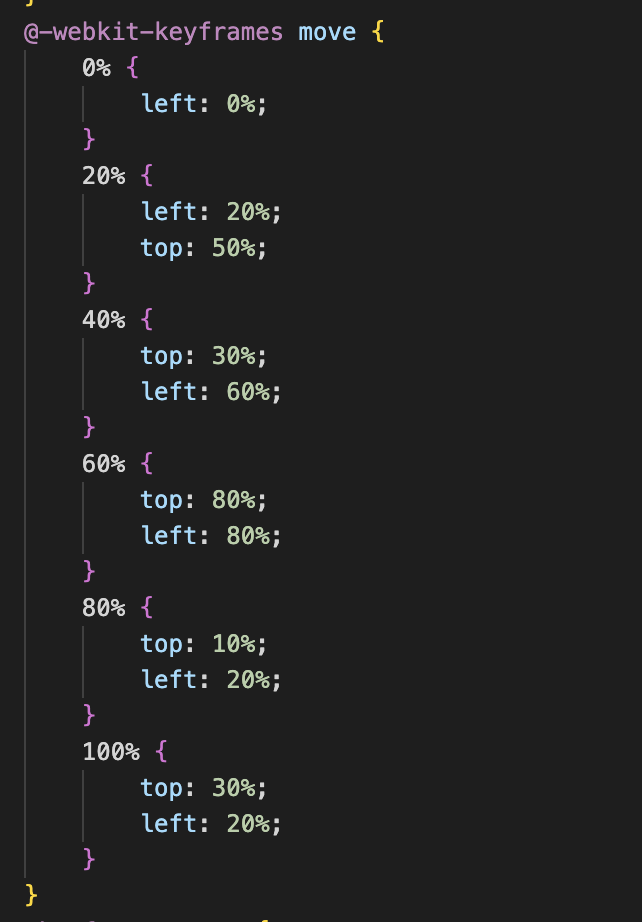 @-webkit-keyframes move {
    0% {
        left: 0%;
    }
    20% {
        left: 20%;
        top: 50%;
    }
    40% {
        top: 30%;
        left: 60%;
    }
    60% {
        top: 80%;
        left: 80%;
    }
    80% {
        top: 10%;
        left: 20%;
    }
    100% {
        top: 30%;
        left: 20%;
    }
}